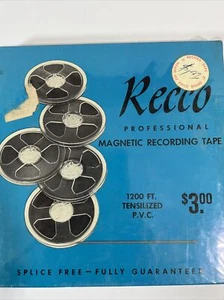 Recco
PROFESSIONAL
MAGNETIC RECORDING TAPE
1200 FT.
TENSILIZED
P.V.C.
$3.00
SPLICE FREE - FULLY GUARANTEED